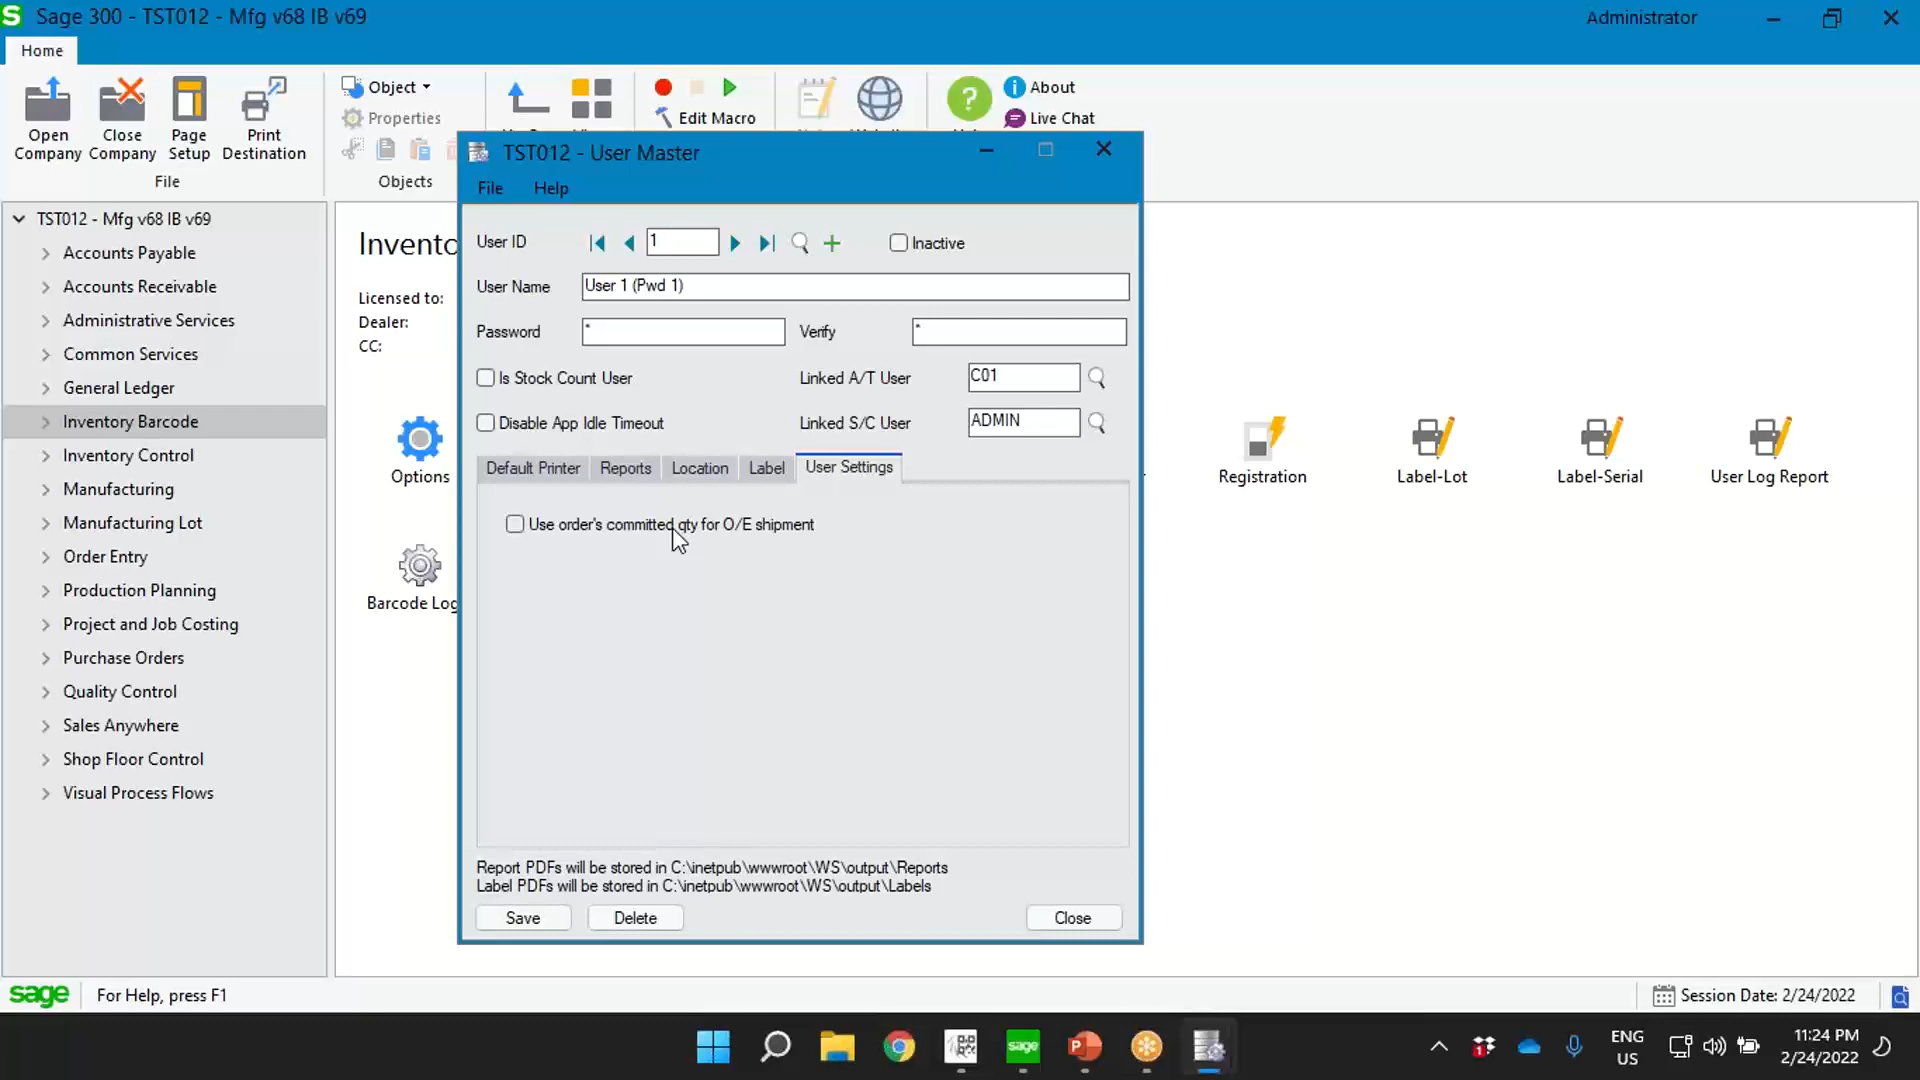 Sage 300 - TST012 - Mfg v68 IB v69
Administrator
Home
Open Company
Close Company
Page Setup
Print Destination
File
Object
Properties
Objects
Edit Macro
About
Live Chat
TST012 - User Master
File Help
TST012 - Mfg v68 IB v69
Accounts Payable
Accounts Receivable
Administrative Services
Common Services
General Ledger
Inventory Barcode
Inventory Control
Manufacturing
Manufacturing Lot
Order Entry
Production Planning
Project and Job Costing
Purchase Orders
Quality Control
Sales Anywhere
Shop Floor Control
Visual Process Flows
Invento
Licensed to:
Dealer:
CC:
Options
Barcode Log
User ID 1 Inactive
User Name User 1 (Pwd 1)
Password * Verify *
Is Stock Count User Linked A/T User C01
Disable App Idle Timeout Linked S/C User ADMIN
Default Printer Reports Location Label User Settings
Use order's committed qty for O/E shipment
Report PDFs will be stored in C:\inetpub\wwwroot\WS\output\Reports
Label PDFs will be stored in C:\inetpub\wwwroot\WS\output\Labels
Save Delete Close
Registration
Label-Lot
Label-Serial
User Log Report
sage For Help, press F1
Session Date: 2/24/2022
sage
ENG
US
11:24 PM
2/24/2022